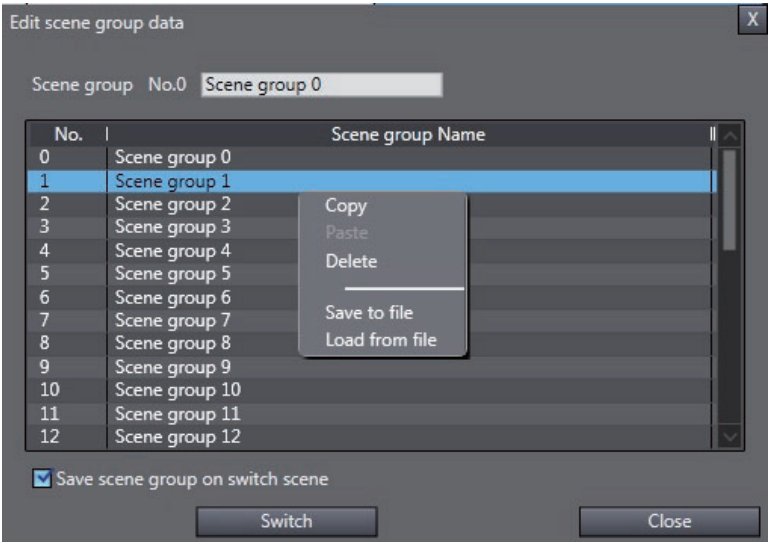 Edit scene group data X
Scene group No.0 Scene group 0
No. Scene group Name
0 Scene group 0
1 Scene group 1
2 Scene group 2
3 Scene group 3
4 Scene group 4
5 Scene group 5
6 Scene group 6
7 Scene group 7
8 Scene group 8
9 Scene group 9
10 Scene group 10
11 Scene group 11
12 Scene group 12
Copy
Paste
Delete
Save to file
Load from file
Save scene group on switch scene
Switch Close